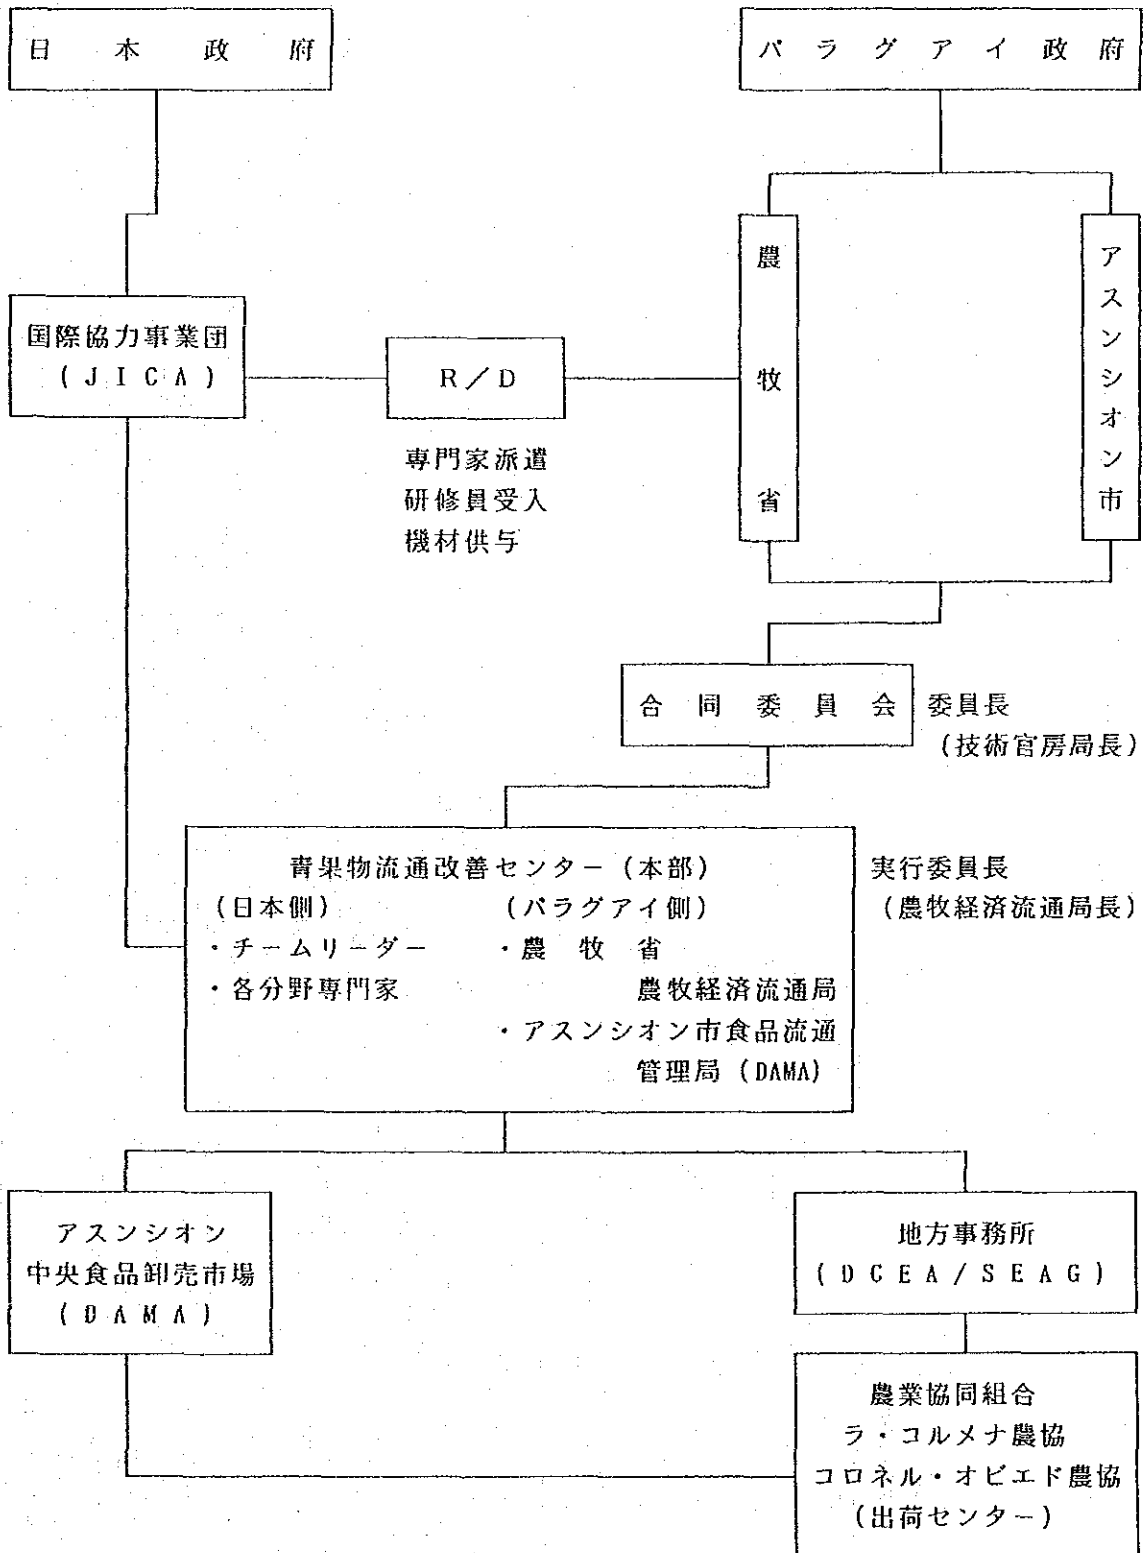 日本政府
パラグアイ政府
農牧省
アスンシオン市
国際協力事業団
(JICA)
R/D
専門家派遣
研修員受入
機材供与
合同委員会
委員長
(技術官房局長)
青果物流通改善センター(本部)
(日本側)
・チームリーダー
・各分野専門家
(パラグアイ側)
・農牧省
農牧経済流通局
・アスンシオン市食品流通
管理局(DAMA)
実行委員長
(農牧経済流通局長)
アスンシオン
中央食品卸売市場
(DAMA)
地方事務所
(DCEA/SEAG)
農業協同組合
ラ・コルメナ農協
コロネル・オビエド農協
(出荷センター)